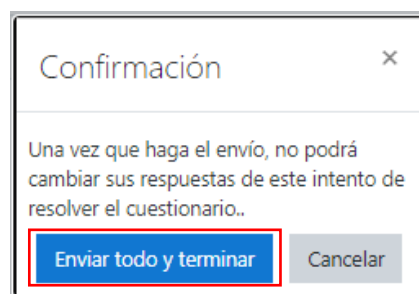 Confirmación ×
Una vez que haga el envío, no podrá
cambiar sus respuestas de este intento de
resolver el cuestionario..
Enviar todo y terminar Cancelar